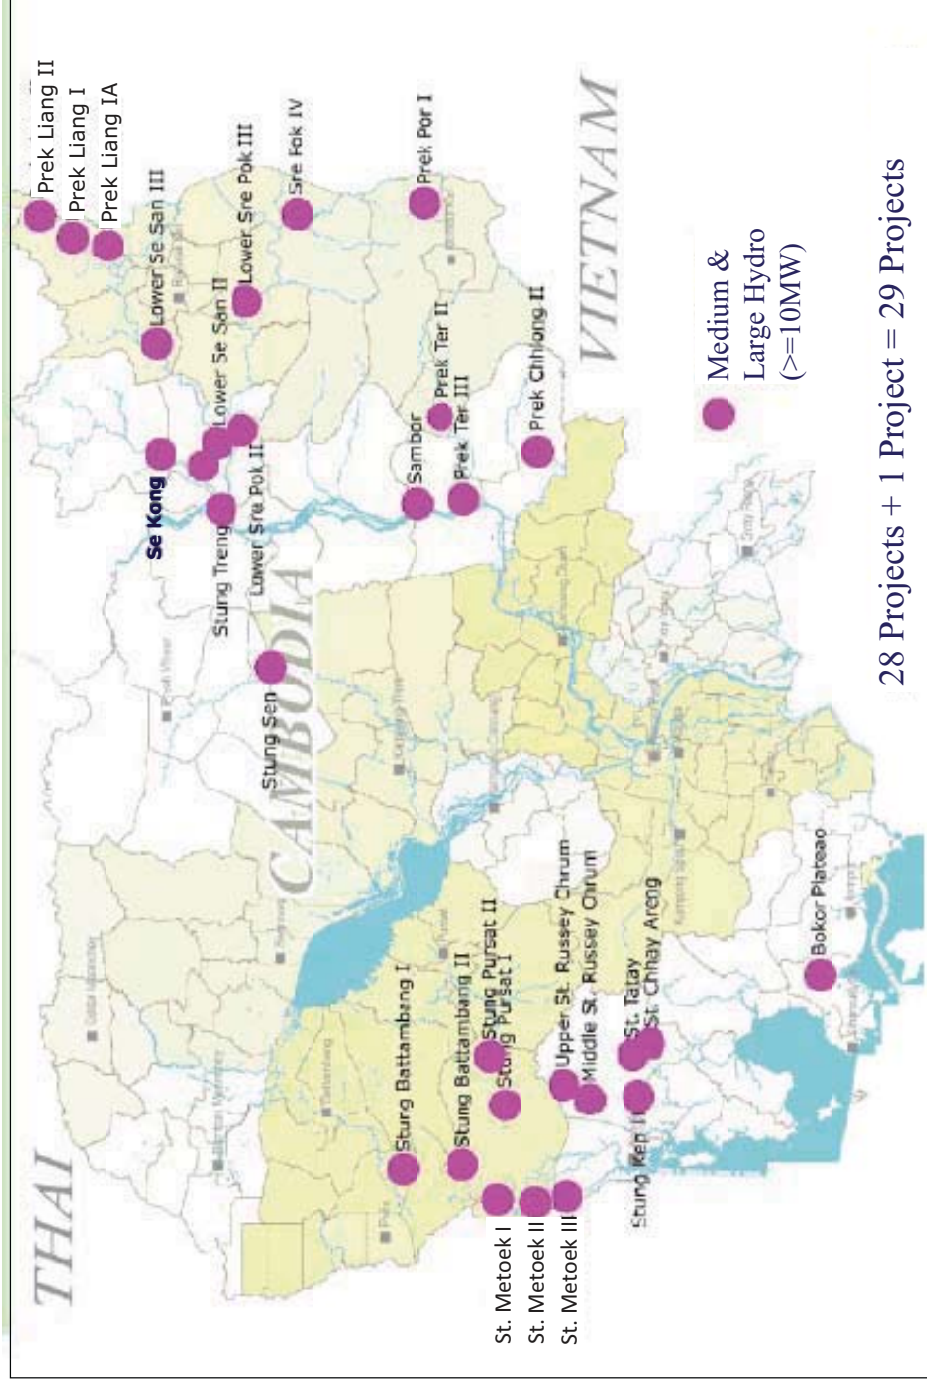 THAI
VIETNAM
CAMBODIA
Prek Liang II
Prek Liang I
Prek Liang IA
Lower Se San III
Lower Se San II
Lower Sre Pok III
Sre Pok IV
Prek Por I
Se Kong
Stung Treng
Lower Sre Pok II
Sambor
Prek Ter II
Prek Ter III
Prek Chhlong II
Stung Sen
Stung Battambang I
Stung Battambang II
Stung Pursat II
Stung Pursat I
Upper St. Russey Chrum
Middle St. Russey Chrum
St. Tatay
St. Chhay Areng
Stung Kep II
St. Metoek I
St. Metoek II
St. Metoek III
Bokor Plateao
Medium &
Large Hydro
(>=10MW)
28 Projects + 1 Project = 29 Projects